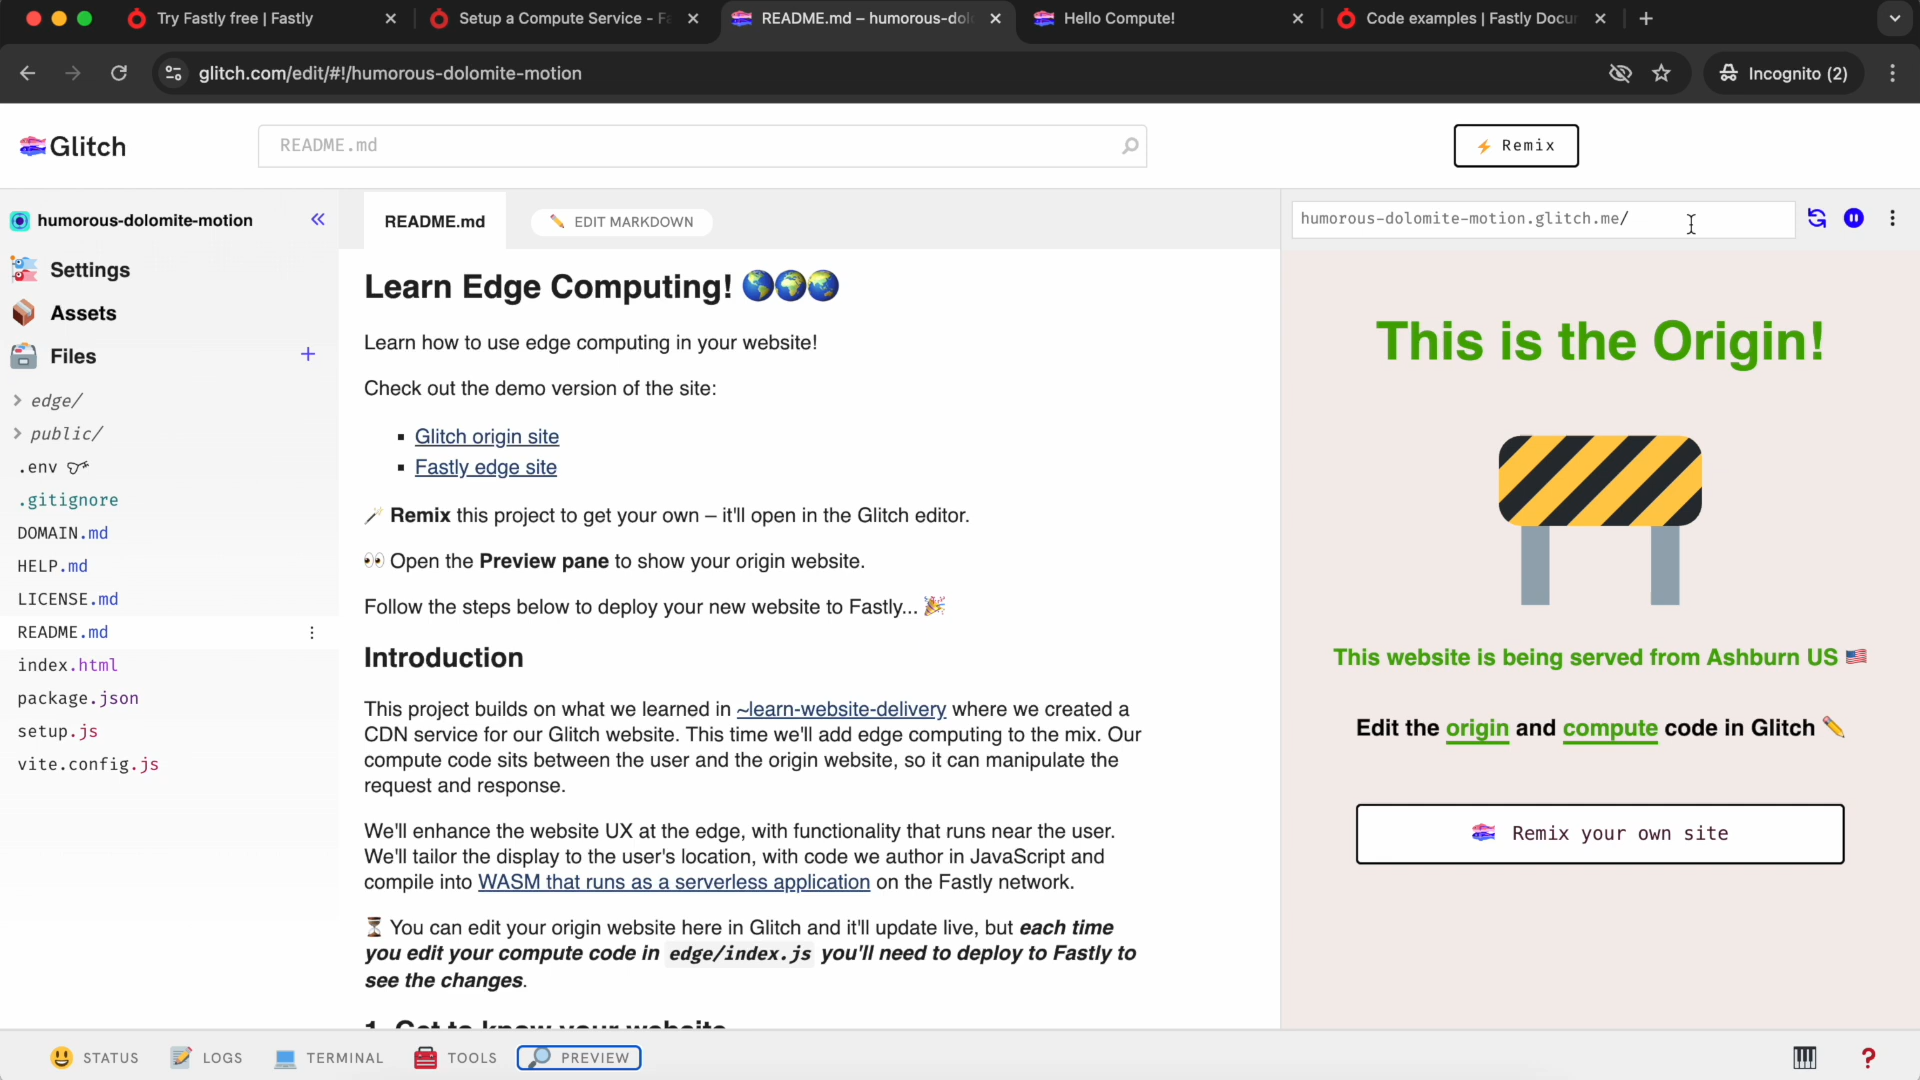 Try Fastly free | Fastly
Setup a Compute Service - Fa
README.md – humorous-dolo
Hello Compute!
Code examples | Fastly Docu
glitch.com/edit/#!/humorous-dolomite-motion
Incognito (2)
Glitch
README.md
Remix
humorous-dolomite-motion
README.md
EDIT MARKDOWN
humorous-dolomite-motion.glitch.me/
Settings
Assets
Files
edge/
public/
.env
.gitignore
DOMAIN.md
HELP.md
LICENSE.md
README.md
index.html
package.json
setup.js
vite.config.js
Learn Edge Computing!
Learn how to use edge computing in your website!
Check out the demo version of the site:
Glitch origin site
Fastly edge site
Remix this project to get your own – it'll open in the Glitch editor.
Open the Preview pane to show your origin website.
Follow the steps below to deploy your new website to Fastly...
Introduction
This project builds on what we learned in ~learn-website-delivery where we created a
CDN service for our Glitch website. This time we'll add edge computing to the mix. Our
compute code sits between the user and the origin website, so it can manipulate the
request and response.
We'll enhance the website UX at the edge, with functionality that runs near the user.
We'll tailor the display to the user's location, with code we author in JavaScript and
compile into WASM that runs as a serverless application on the Fastly network.
You can edit your origin website here in Glitch and it'll update live, but each time
you edit your compute code in edge/index.js you'll need to deploy to Fastly to
see the changes.
1. Get to know your website
This is the Origin!
This website is being served from Ashburn US
Edit the origin and compute code in Glitch
Remix your own site
STATUS
LOGS
TERMINAL
TOOLS
PREVIEW
?